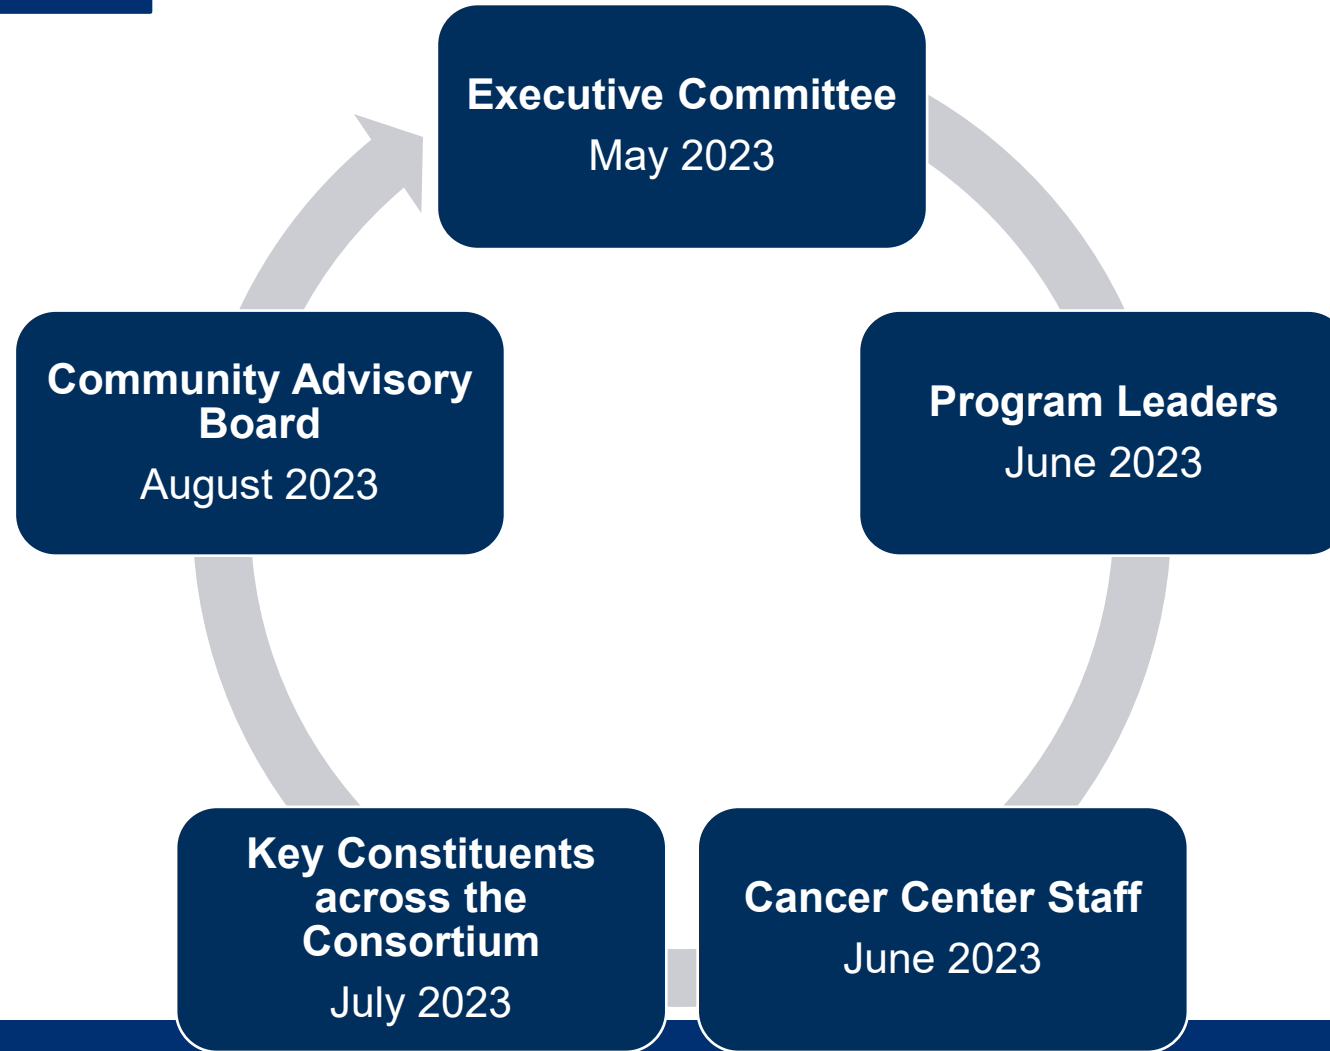 Executive Committee
May 2023
Program Leaders
June 2023
Cancer Center Staff
June 2023
Key Constituents
across the
Consortium
July 2023
Community Advisory
Board
August 2023